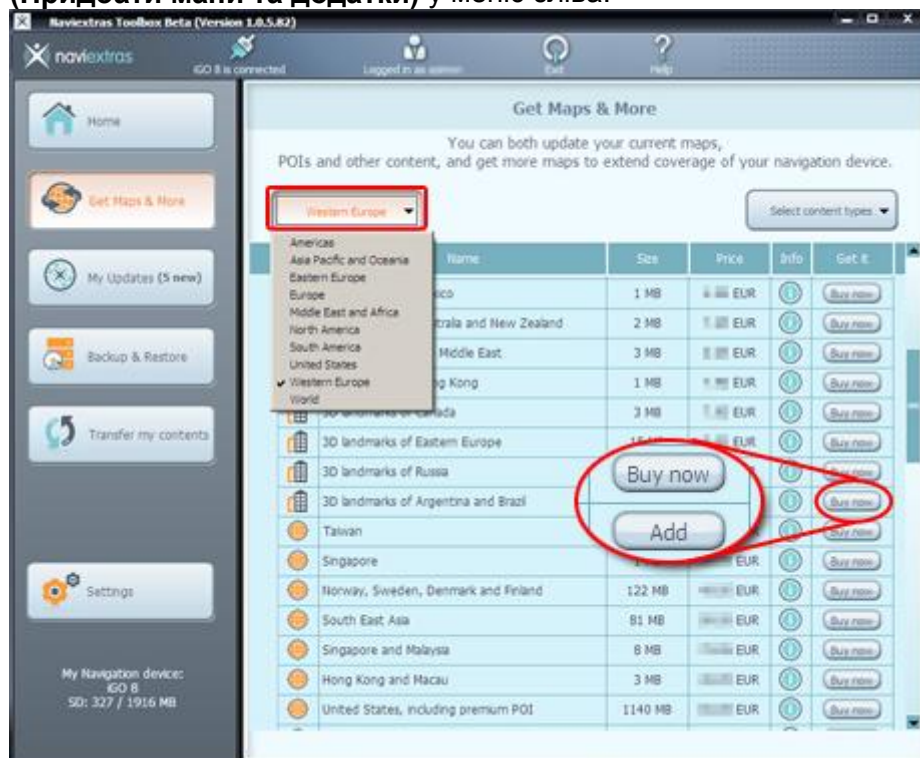 (Придбати мапи та додатки) у меню зліва.
Naviextras Toolbox Beta (Version 1.0.5.82)
naviextras
iGO 8 is connected
Logged in as
Exit
Help
Home
Get Maps & More
My Updates (5 new)
Backup & Restore
Transfer my contents
Settings
My Navigation device:
iGO 8
SD: 327 / 1916 MB
Get Maps & More
You can both update your current maps,
POIs and other content, and get more maps to extend coverage of your navigation device.
Western Europe
Select content types
Americas
Asia Pacific and Oceania
Eastern Europe
Europe
Middle East and Africa
North America
South America
United States
Western Europe
World
Name Size Price Info Get it
1 MB EUR Buy now
and New Zealand 2 MB EUR Buy now
Middle East 3 MB EUR Buy now
Kong 1 MB EUR Buy now
3D landmarks of Canada 3 MB EUR Buy now
3D landmarks of Eastern Europe EUR Buy now
3D landmarks of Russia
3D landmarks of Argentina and Brazil Buy now
Taiwan Buy now
Singapore EUR Buy now
Norway, Sweden, Denmark and Finland 122 MB EUR Buy now
South East Asia 81 MB EUR Buy now
Singapore and Malaysia 8 MB EUR Buy now
Hong Kong and Macau 3 MB EUR Buy now
United States, including premium POI 1140 MB EUR Buy now
Buy now
Add